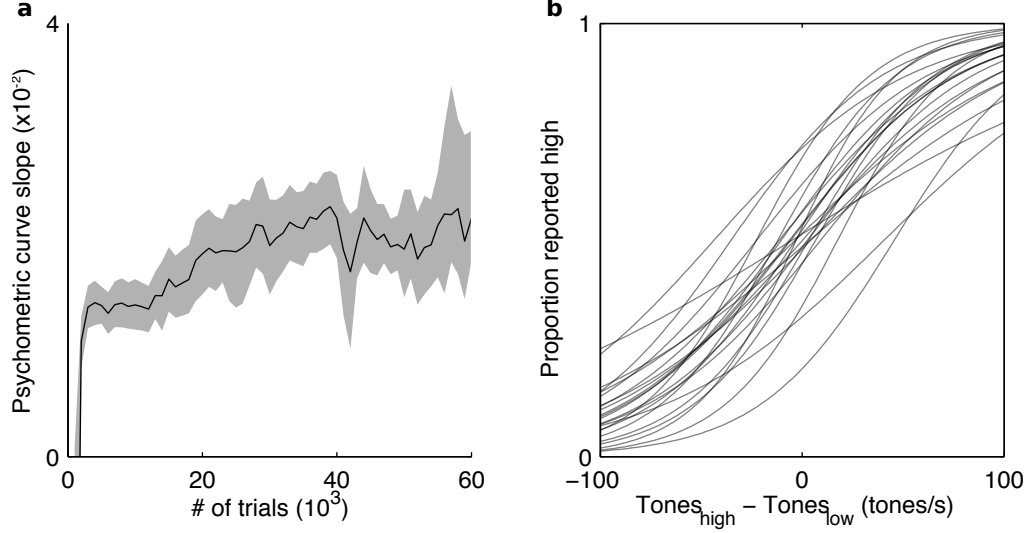 a
4
Psychometric curve slope (x10⁻²)
0
0 20 40 60
# of trials (10³)
b
1
Proportion reported high
0
−100 0 100
Tones_high − Tones_low (tones/s)